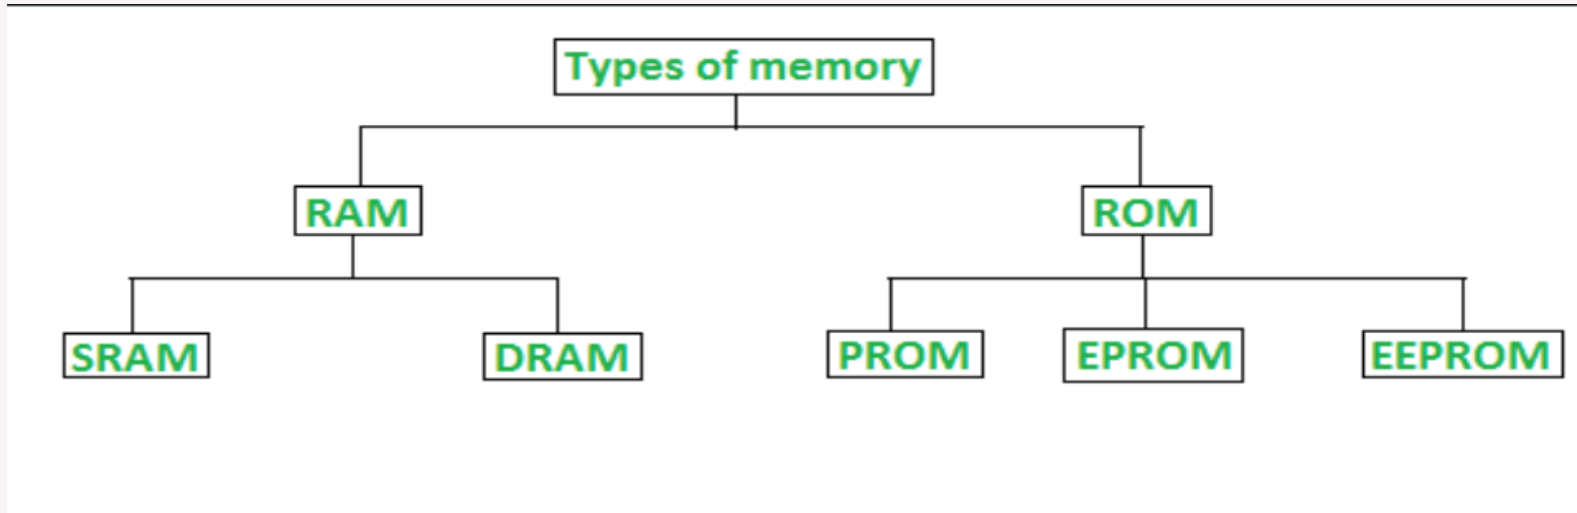 Types of memory
RAM
ROM
SRAM
DRAM
PROM
EPROM
EEPROM